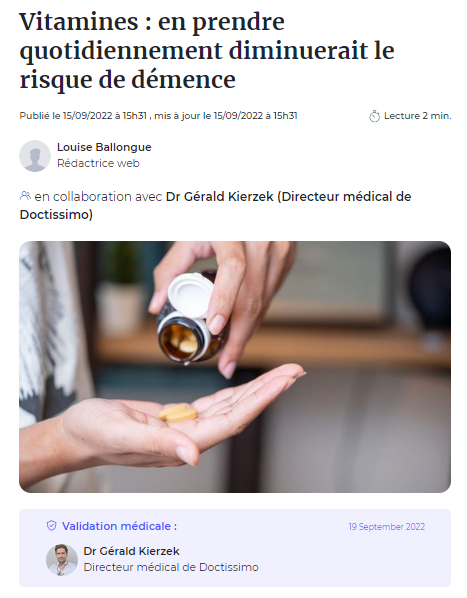 Vitamines : en prendre
quotidiennement diminuerait le
risque de démence
Publié le 15/09/2022 à 15h31 , mis à jour le 15/09/2022 à 15h31
Lecture 2 min.
Louise Ballongue
Rédactrice web
en collaboration avec Dr Gérald Kierzek (Directeur médical de
Doctissimo)
Validation médicale :
19 September 2022
Dr Gérald Kierzek
Directeur médical de Doctissimo